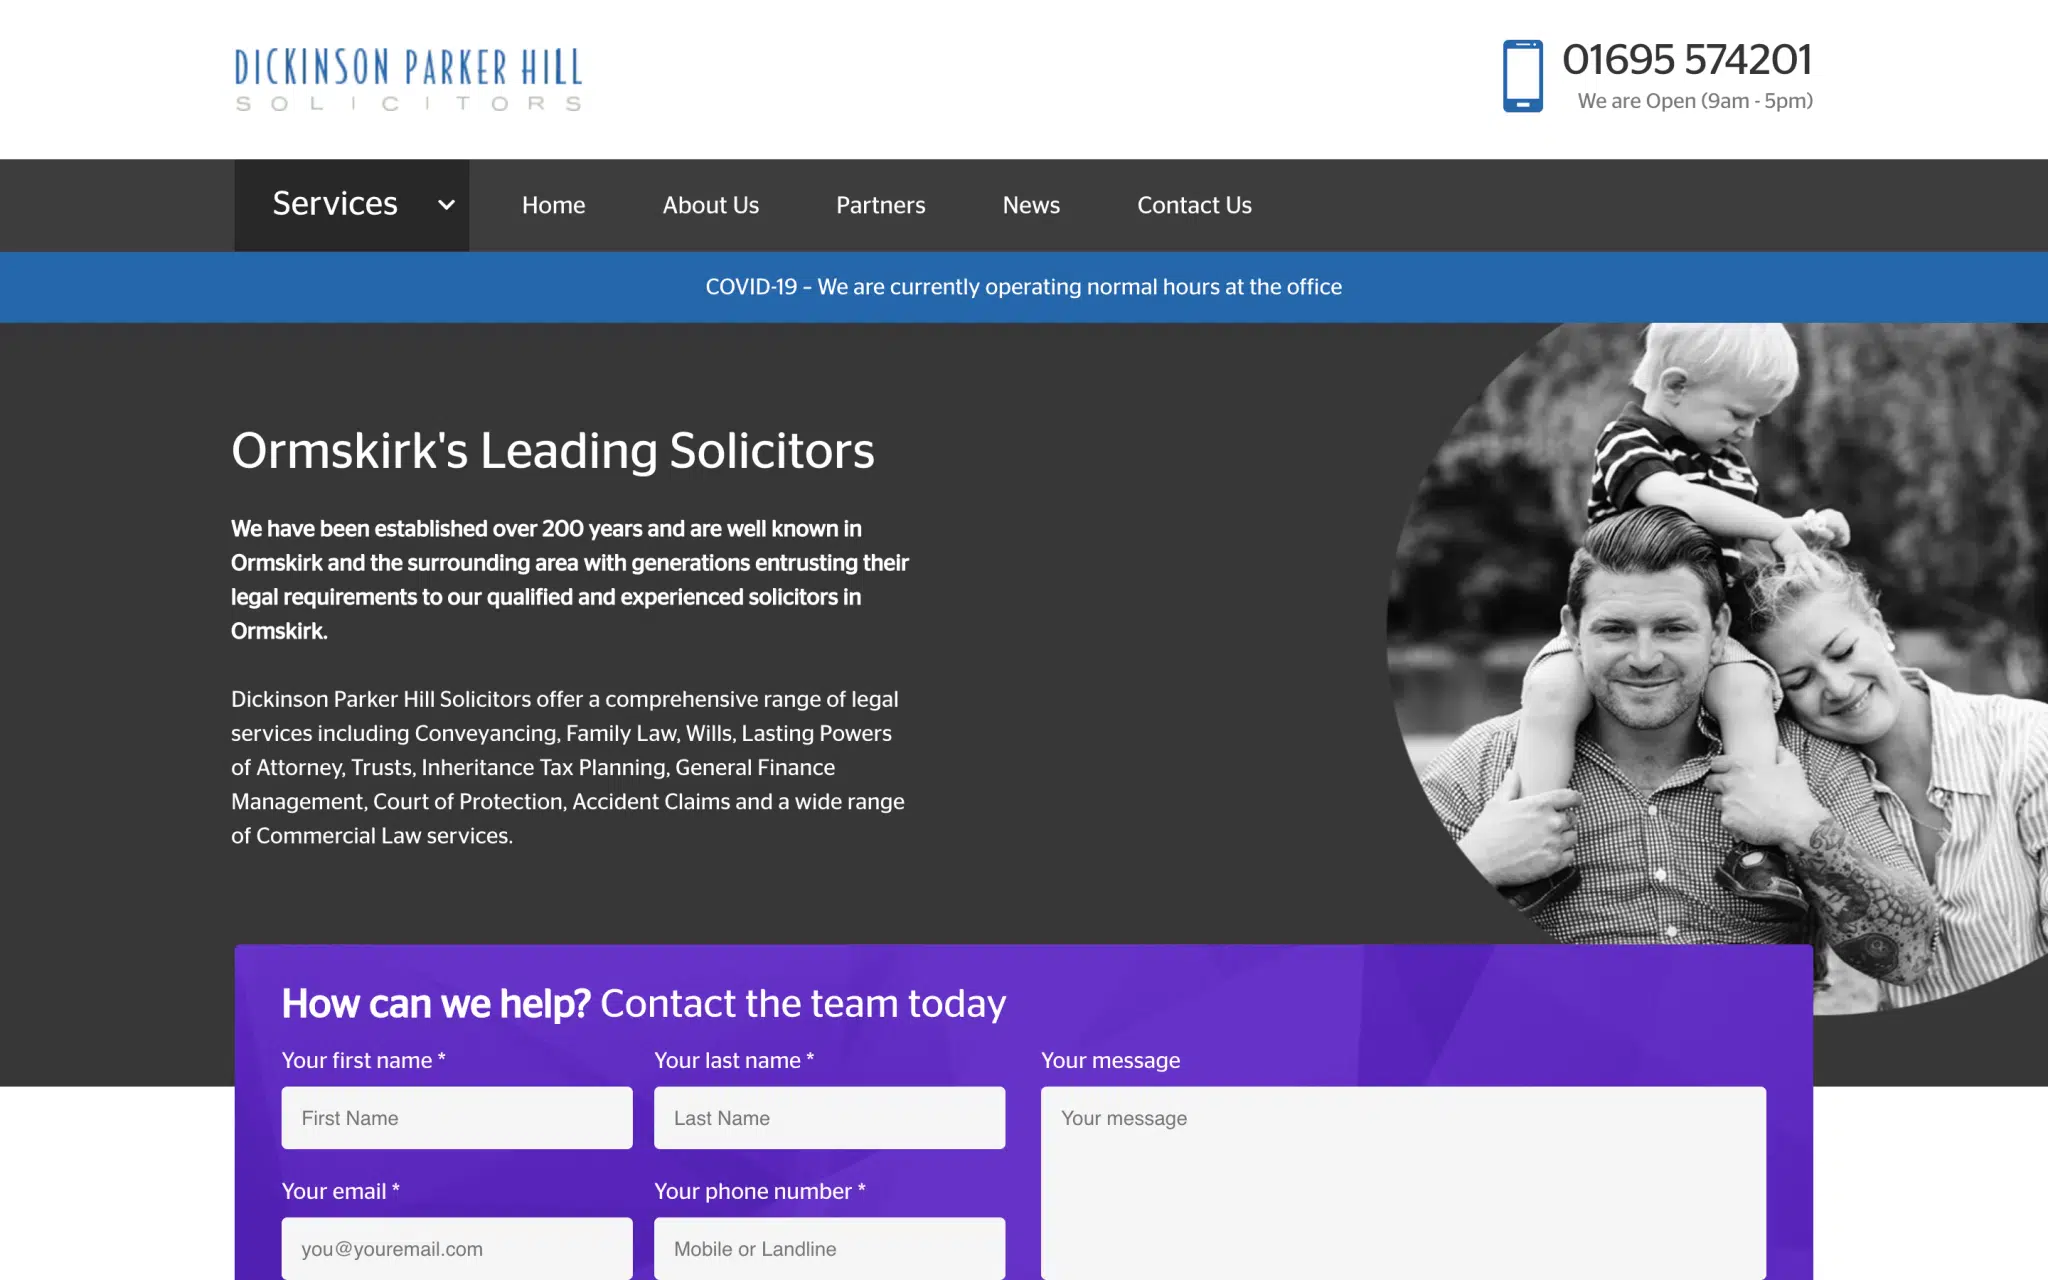 DICKINSON PARKER HILL
SOLICITORS
01695 574201
We are Open (9am - 5pm)
Services
Home
About Us
Partners
News
Contact Us
COVID-19 – We are currently operating normal hours at the office
Ormskirk's Leading Solicitors
We have been established over 200 years and are well known in
Ormskirk and the surrounding area with generations entrusting their
legal requirements to our qualified and experienced solicitors in
Ormskirk.
Dickinson Parker Hill Solicitors offer a comprehensive range of legal
services including Conveyancing, Family Law, Wills, Lasting Powers
of Attorney, Trusts, Inheritance Tax Planning, General Finance
Management, Court of Protection, Accident Claims and a wide range
of Commercial Law services.
How can we help? Contact the team today
Your first name *
Your last name *
Your message
First Name
Last Name
Your message
Your email *
Your phone number *
you@youremail.com
Mobile or Landline